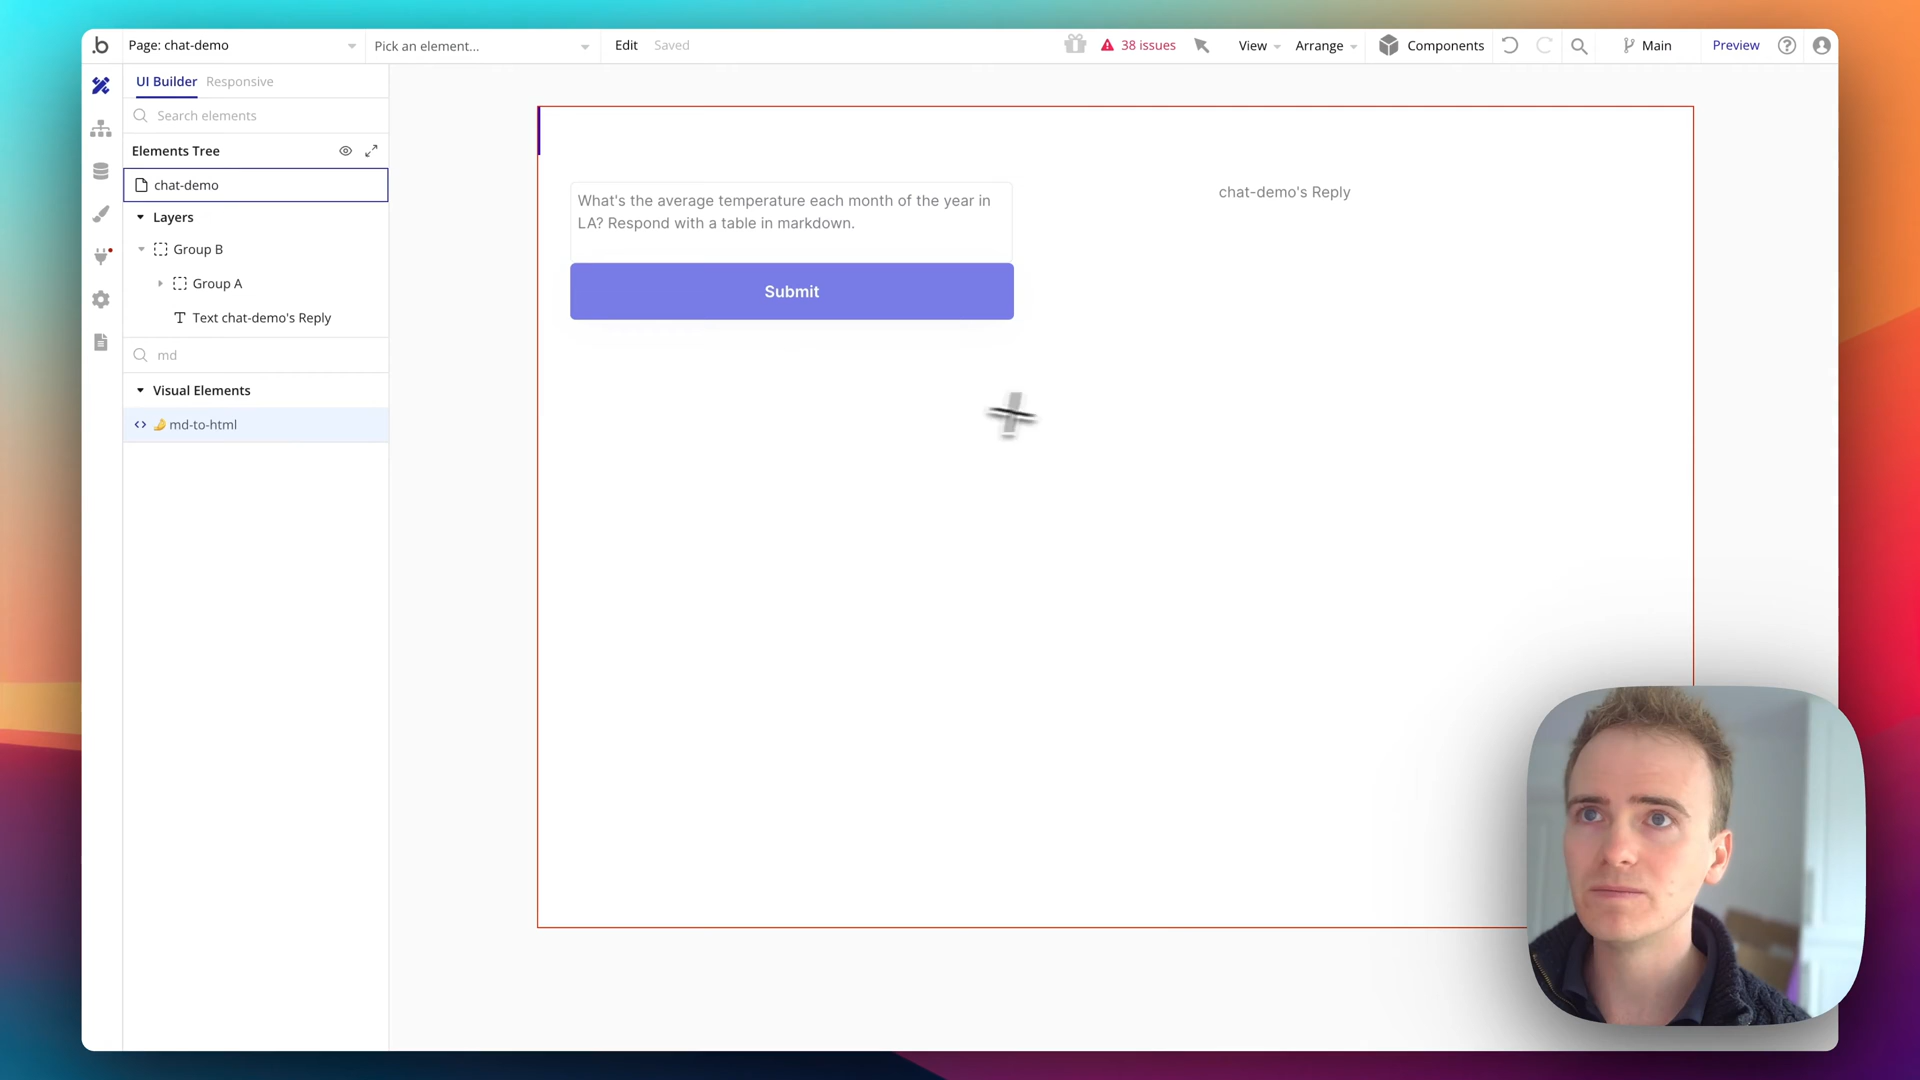 .b Page: chat-demo Pick an element... Edit Saved 38 issues View Arrange Components Main Preview ?
UI Builder Responsive
Search elements
Elements Tree
chat-demo
Layers
Group B
Group A
Text chat-demo's Reply
md
Visual Elements
md-to-html
What's the average temperature each month of the year in
LA? Respond with a table in markdown.
Submit
chat-demo's Reply